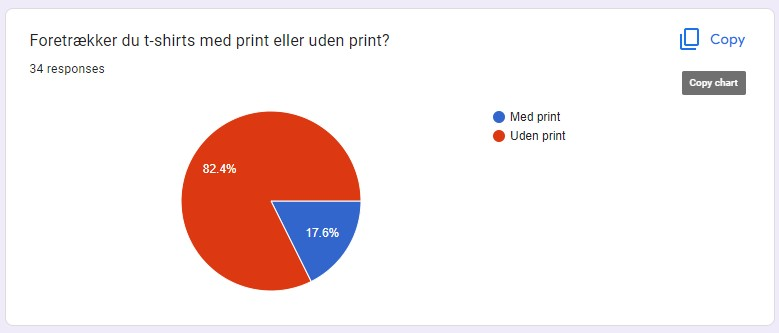 Foretrækker du t-shirts med print eller uden print?
Copy
34 responses
Copy chart
Med print
Uden print
82.4%
17.6%